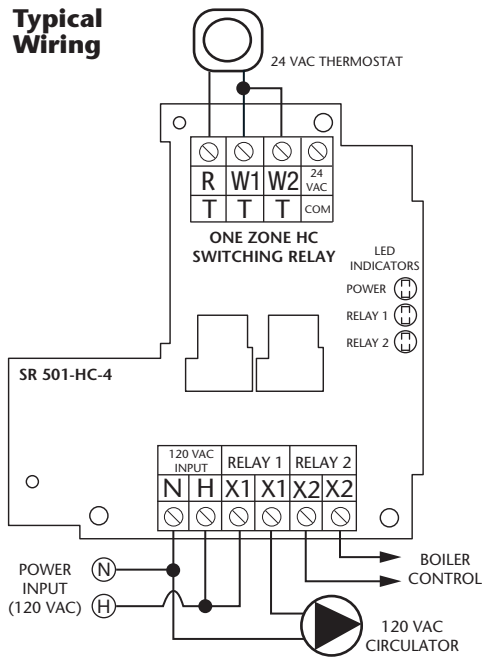 Typical
Wiring
24 VAC THERMOSTAT
R W1 W2 24 VAC
T T T COM
ONE ZONE HC
SWITCHING RELAY
LED
INDICATORS
POWER
RELAY 1
RELAY 2
SR 501-HC-4
120 VAC
INPUT
RELAY 1 RELAY 2
N H X1 X1 X2 X2
POWER
INPUT
(120 VAC)
N
H
BOILER
CONTROL
120 VAC
CIRCULATOR